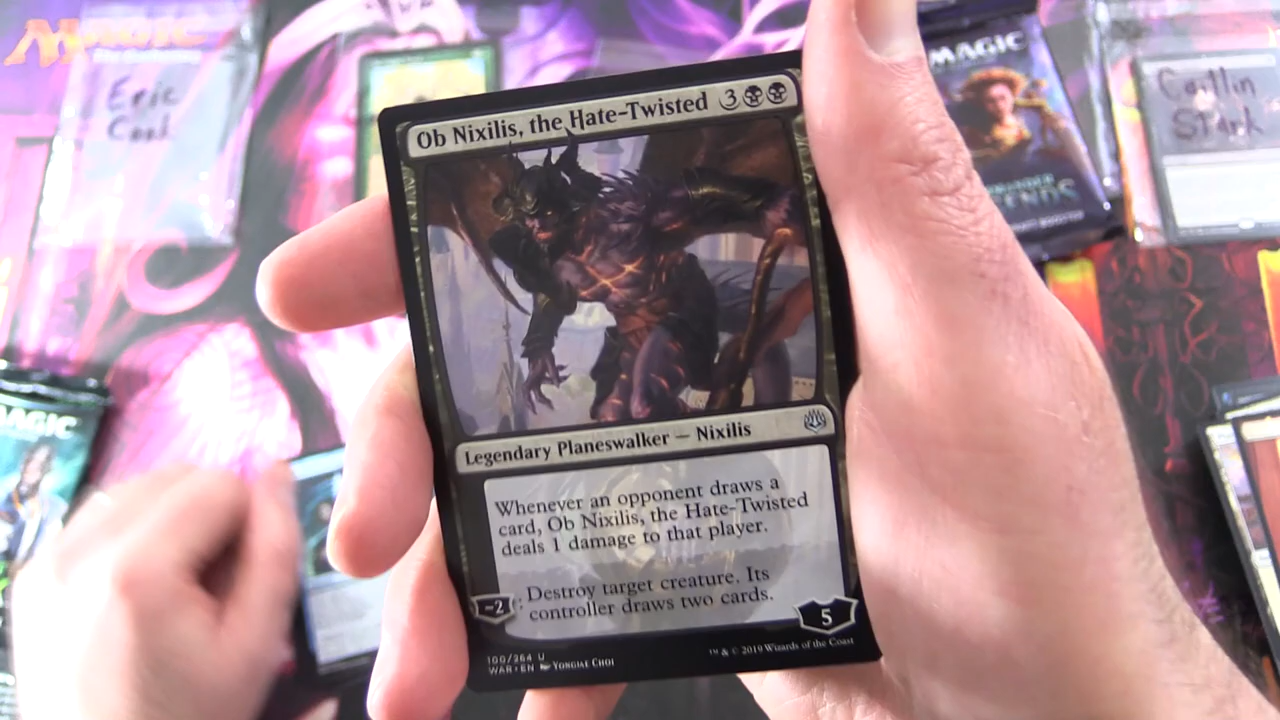 MAGIC
Epic
Cook
Ob Nixilis, the Hate-Twisted 3
Legendary Planeswalker — Nixilis
Whenever an opponent draws a
card, Ob Nixilis, the Hate-Twisted
deals 1 damage to that player.
-2: Destroy target creature. Its
controller draws two cards.
5
100/264 U
WAR • EN YONGJAE CHOI
™ & © 2019 Wizards of the Coast
MAGIC
Caitlin
Stark
MAGIC